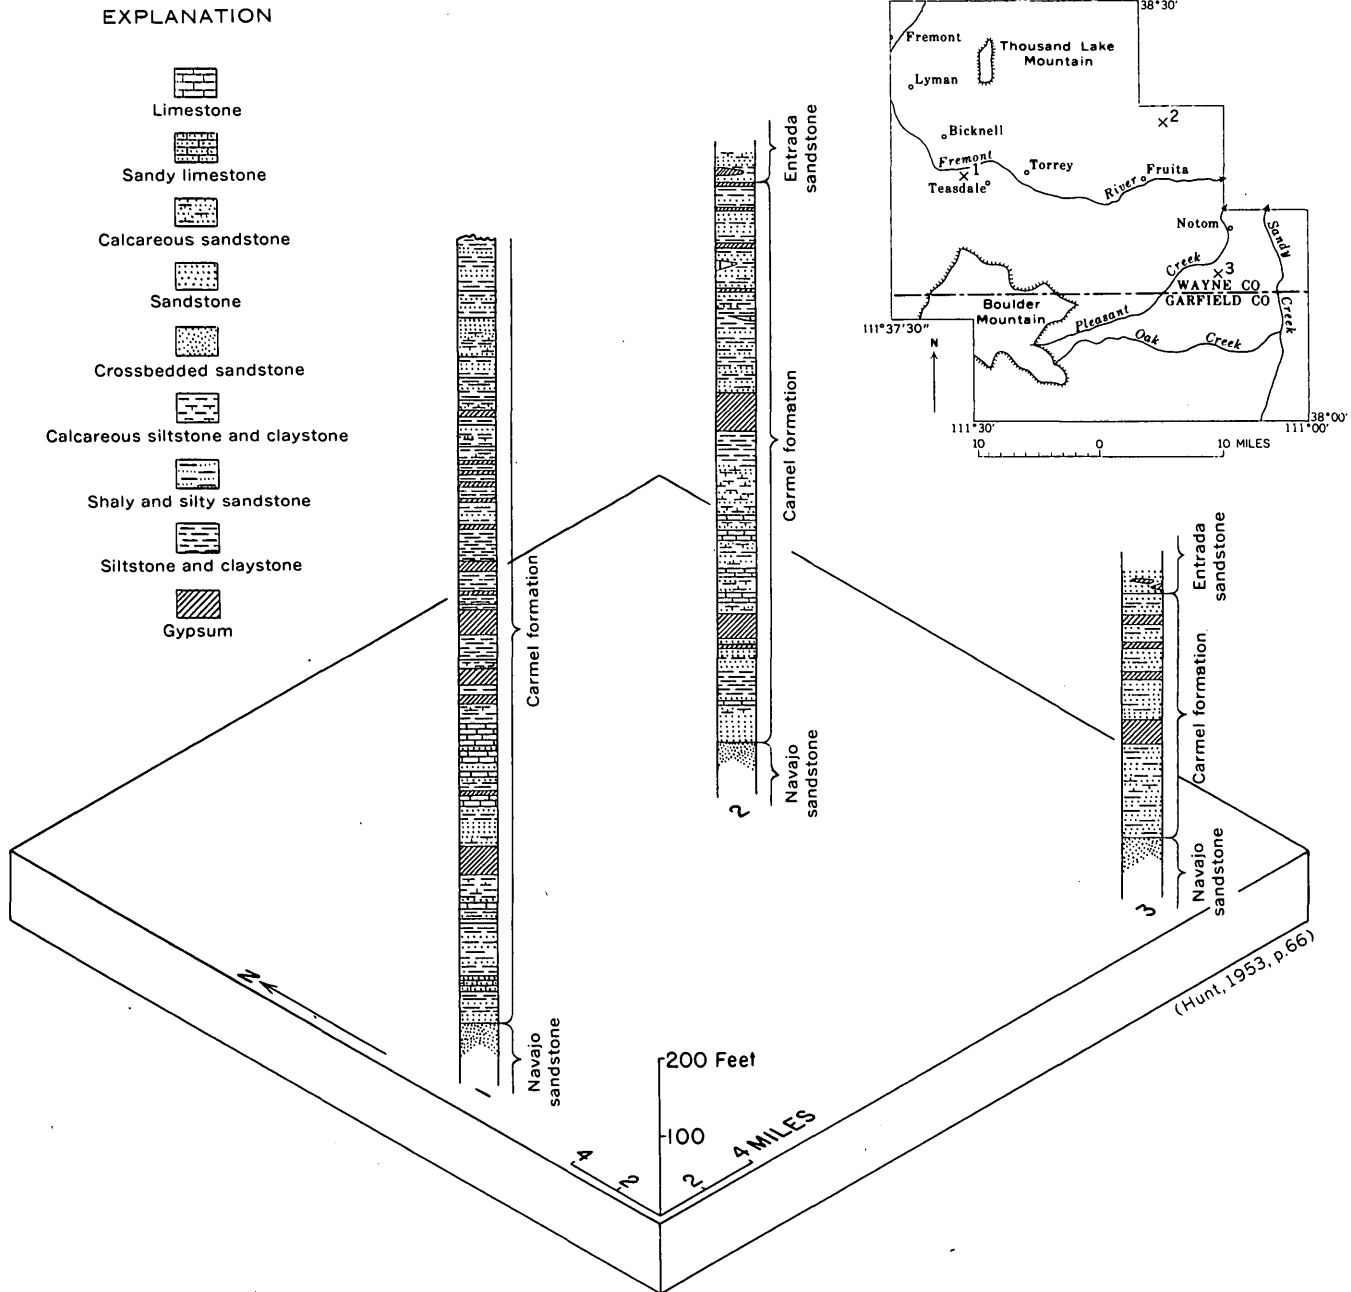 EXPLANATION
Limestone
Sandy limestone
Calcareous sandstone
Sandstone
Crossbedded sandstone
Calcareous siltstone and claystone
Shaly and silty sandstone
Siltstone and claystone
Gypsum
38°30'
Fremont
Thousand Lake
Mountain
Lyman
Bicknell
2
Fremont
1
Torrey
Teasdale
River
Fruita
Notom
Sandy
Creek
3
WAYNE CO
GARFIELD CO
Boulder
Mountain
Pleasant
Creek
Oak
Creek
111°37'30"
N
38°00'
111°30'
111°00'
10
0
10 MILES
Entrada
sandstone
Carmel formation
Navajo
sandstone
2
Carmel formation
Navajo
sandstone
1
Entrada
sandstone
Carmel formation
Navajo
sandstone
3
N
200 Feet
100
4
2
2
4 MILES
(Hunt, 1953, p.66)